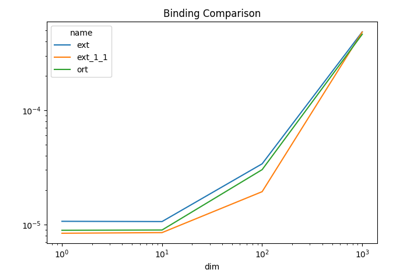 Binding Comparison
name
ext
ext_1_1
ort
10⁻⁴
10⁻⁵
10⁰
10¹
10²
10³
dim